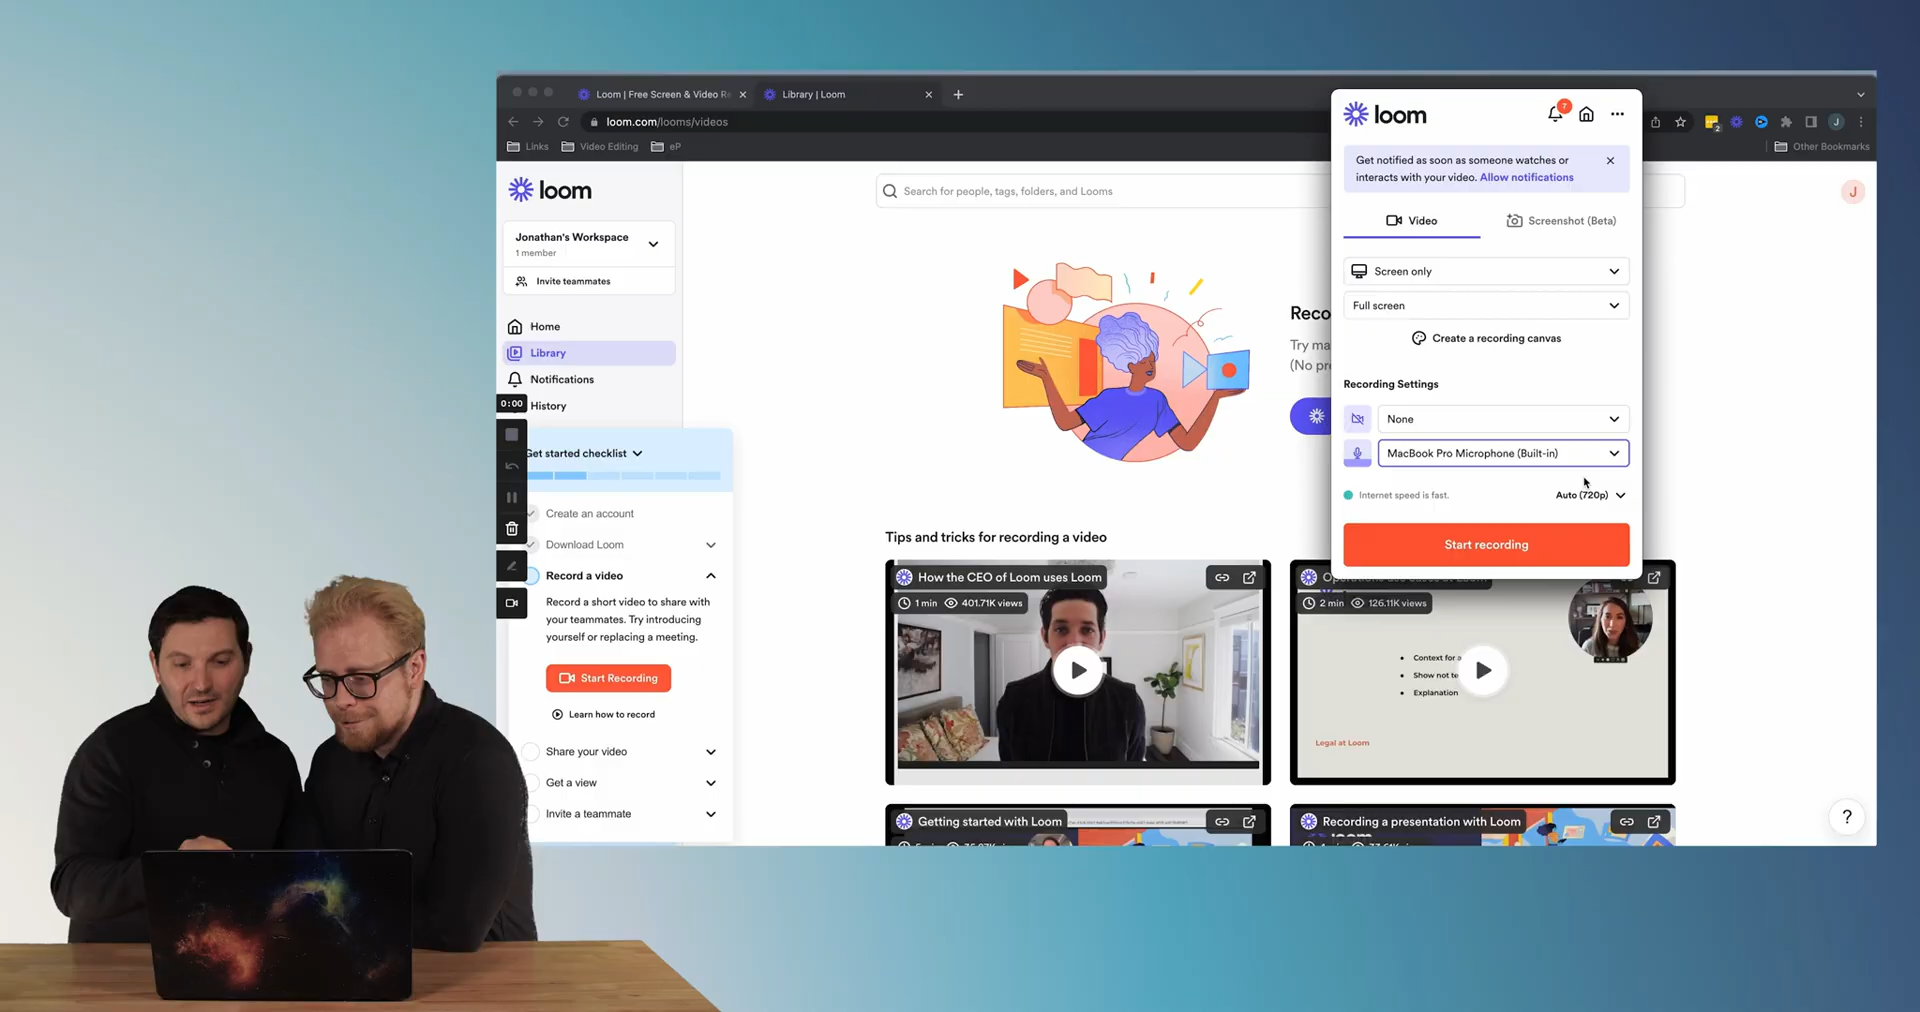 Loom | Free Screen & Video Re
Library | Loom
loom.com/looms/videos
Links
Video Editing
eP
2
J
Other Bookmarks
loom
Search for people, tags, folders, and Looms
J
Jonathan's Workspace
1 member
Invite teammates
Home
Library
Notifications
History
0:00
Get started checklist
Create an account
Download Loom
Record a video
Record a short video to share with
your teammates. Try introducing
yourself or replacing a meeting.
Start Recording
Learn how to record
Share your video
Get a view
Invite a teammate
Reco
Try ma
(No pre
Tips and tricks for recording a video
How the CEO of Loom uses Loom
1 min 401.71K views
2 min 126.11K views
Context for a
Show not te
Explanation
Legal at Loom
Getting started with Loom
Recording a presentation with Loom
loom
7
Get notified as soon as someone watches or
interacts with your video. Allow notifications
Video
Screenshot (Beta)
Screen only
Full screen
Create a recording canvas
Recording Settings
None
MacBook Pro Microphone (Built-in)
Internet speed is fast.
Auto (720p)
Start recording
?